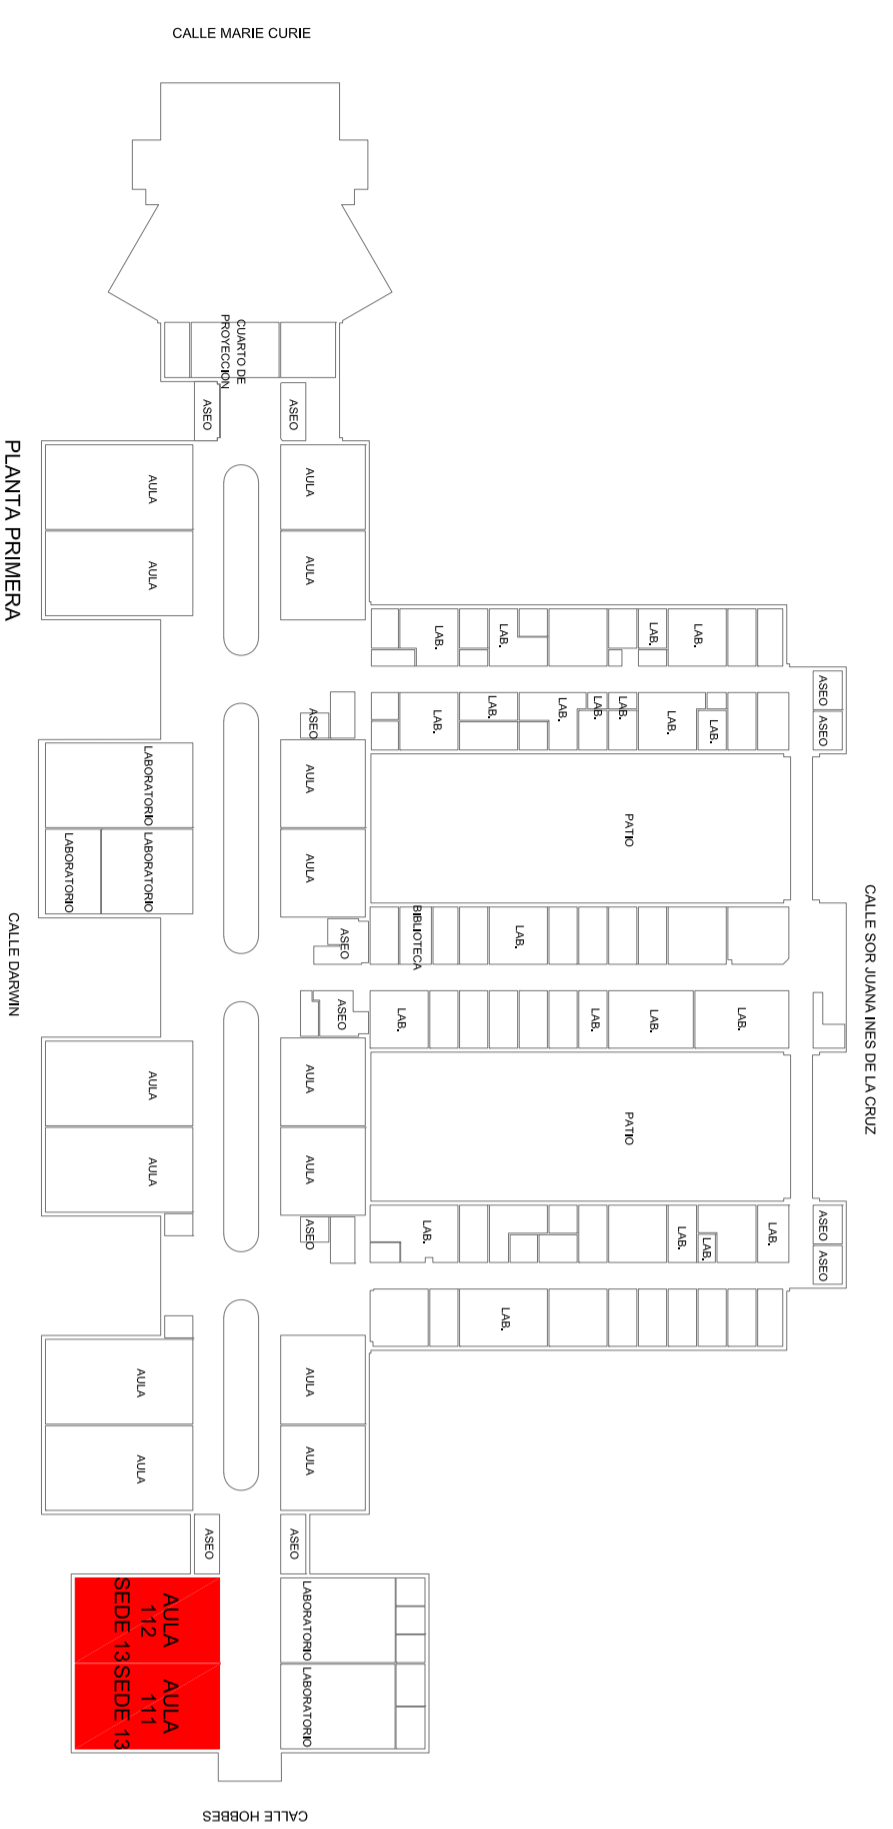 CALLE MARIE CURIE
CUARTO DE
PROYECCIÓN
ASEO
ASEO
PLANTA PRIMERA
AULA
AULA
AULA
AULA
LAB.
LAB.
LAB.
LAB.
ASEO
ASEO
LAB.
LAB.
LAB.
LAB.
LAB.
LAB.
ASEO
LABORATORIO
AULA
PATIO
LABORATORIO
LABORATORIO
AULA
CALLE SOR JUANA INES DE LA CRUZ
CALLE DARWIN
ASEO
BIBLIOTECA
LAB.
ASEO
LAB.
LAB.
LAB.
LAB.
AULA
AULA
PATIO
AULA
AULA
ASEO
LAB.
LAB.
LAB.
LAB.
ASEO
ASEO
LAB.
AULA
AULA
AULA
AULA
ASEO
ASEO
AULA
112
SEDE 13
LABORATORIO
AULA
111
SEDE 13
LABORATORIO
CALLE HOBBES